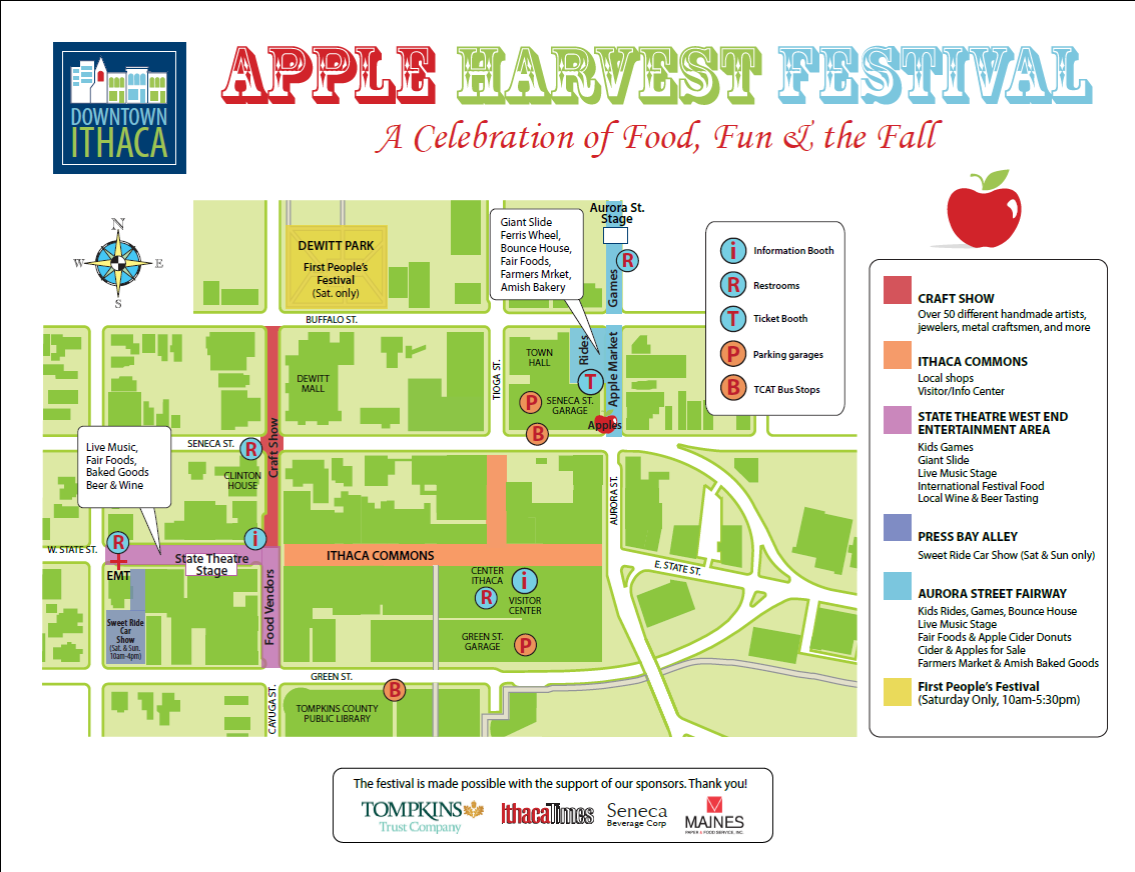 DOWNTOWN
ITHACA
APPLE HARVEST FESTIVAL
A Celebration of Food, Fun & the Fall
N
W
E
S
DEWITT PARK
First People's
Festival
(Sat. only)
Giant Slide
Ferris Wheel,
Bounce House,
Fair Foods,
Farmers Mrket,
Amish Bakery
Aurora St.
Stage
R
Games
BUFFALO ST.
i Information Booth
R Restrooms
T Ticket Booth
P Parking garages
B TCAT Bus Stops
DEWITT
MALL
TIOGA ST.
TOWN
HALL
Rides
Apple Market
T
P
SENECA ST.
GARAGE
Apples
B
SENECA ST.
R
Craft Show
CLINTON
HOUSE
Live Music,
Fair Foods,
Baked Goods
Beer & Wine
AURORA ST.
W. STATE ST.
R
EMT
i
State Theatre
Stage
ITHACA COMMONS
E. STATE ST.
CENTER
ITHACA
R
i
VISITOR
CENTER
Food Vendors
Sweet Ride
Car
Show
(Sat. & Sun.
10am-4pm)
GREEN ST.
GARAGE
P
GREEN ST.
B
CAYUGA ST.
TOMPKINS COUNTY
PUBLIC LIBRARY
CRAFT SHOW
Over 50 different handmade artists,
jewelers, metal craftsmen, and more
ITHACA COMMONS
Local shops
Visitor/Info Center
STATE THEATRE WEST END
ENTERTAINMENT AREA
Kids Games
Giant Slide
Live Music Stage
International Festival Food
Local Wine & Beer Tasting
PRESS BAY ALLEY
Sweet Ride Car Show (Sat & Sun only)
AURORA STREET FAIRWAY
Kids Rides, Games, Bounce House
Live Music Stage
Fair Foods & Apple Cider Donuts
Cider & Apples for Sale
Farmers Market & Amish Baked Goods
First People's Festival
(Saturday Only, 10am-5:30pm)
The festival is made possible with the support of our sponsors. Thank you!
TOMPKINS
Trust Company
IthacaTimes
Seneca
Beverage Corp
MAINES
PAPER & FOOD SERVICE, INC.